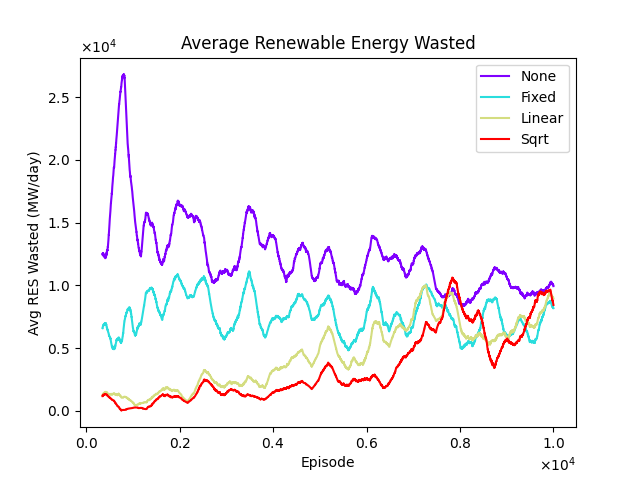 Average Renewable Energy Wasted
×10⁴
None
Fixed
Linear
Sqrt
2.5
2.0
1.5
1.0
0.5
0.0
Avg RES Wasted (MW/day)
0.0 0.2 0.4 0.6 0.8 1.0
Episode
×10⁴